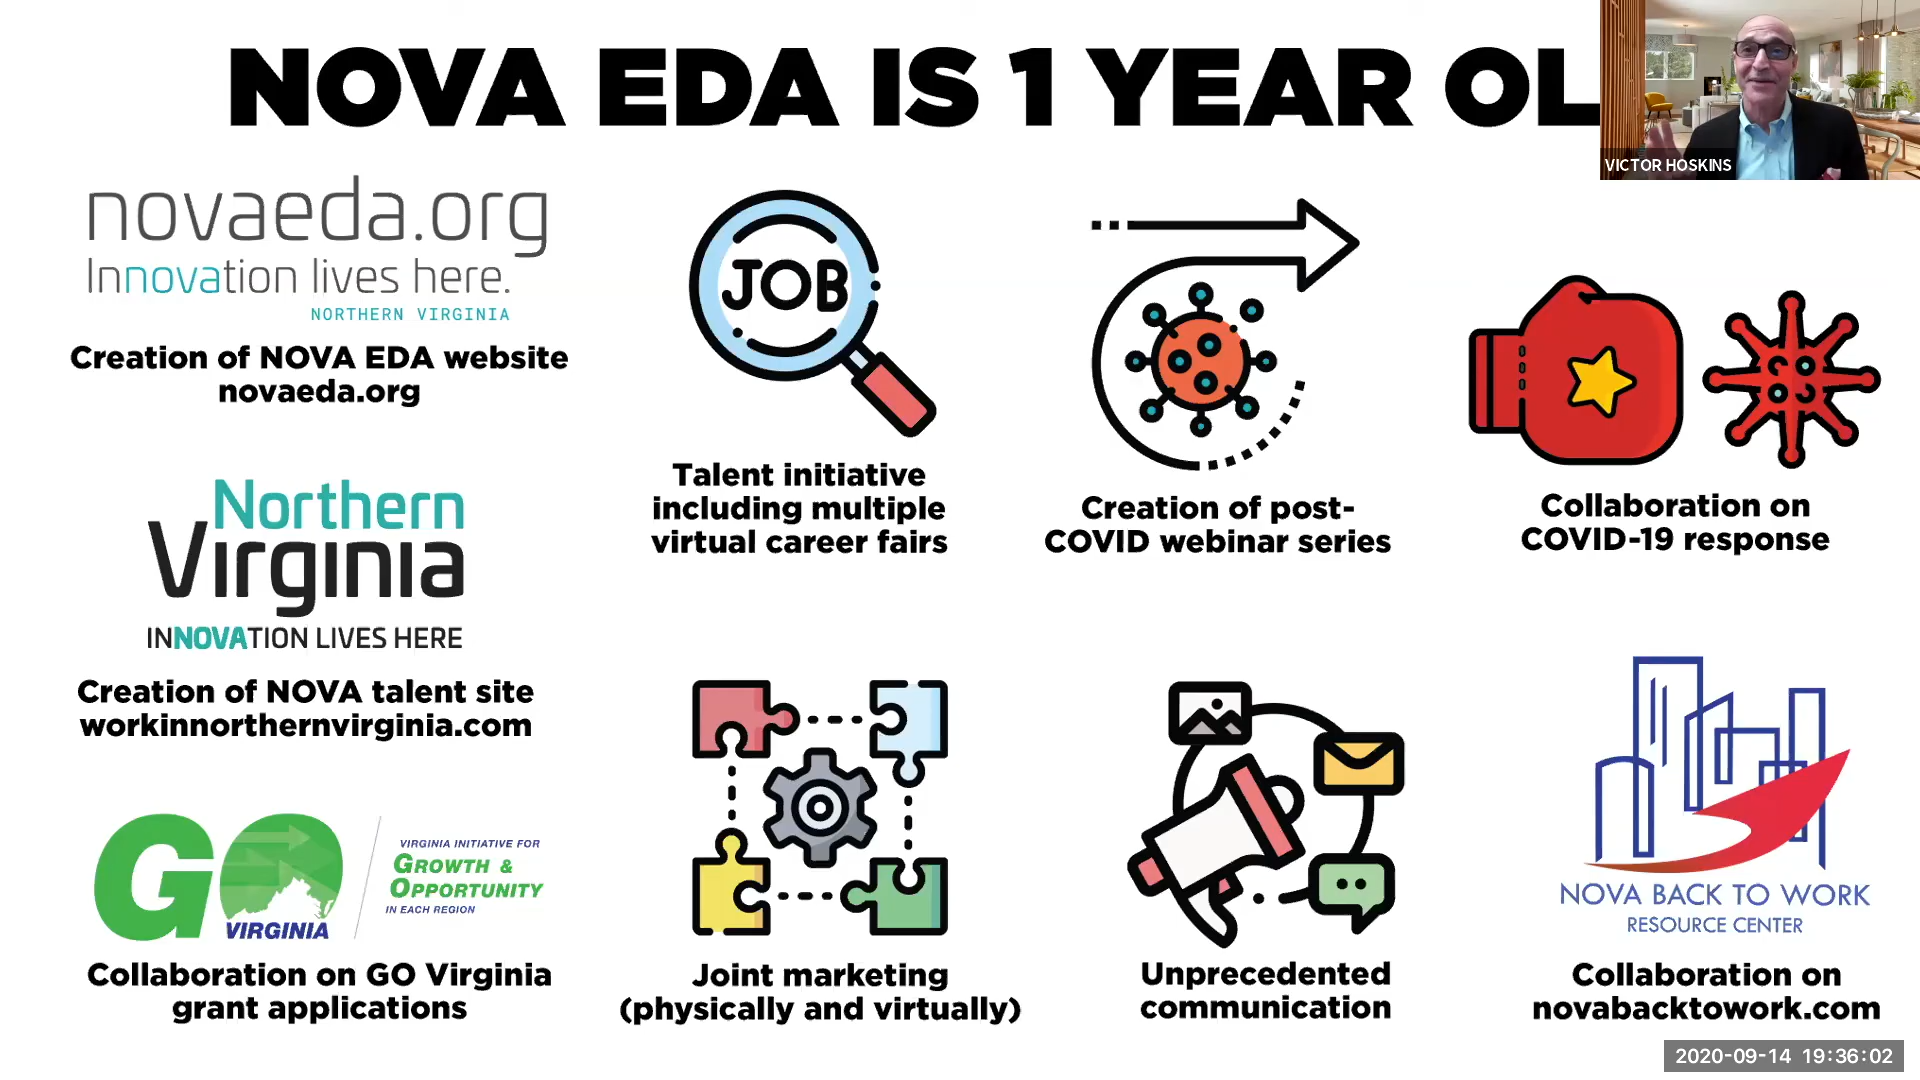 NOVA EDA IS 1 YEAR OL
VICTOR HOSKINS
novaeda.org
Innovation lives here.
NORTHERN VIRGINIA
Creation of NOVA EDA website
novaeda.org
JOB
Talent initiative
including multiple
virtual career fairs
Creation of post-
COVID webinar series
Collaboration on
COVID-19 response
Northern
Virginia
INNOVATION LIVES HERE
Creation of NOVA talent site
workinnorthernvirginia.com
GO
VIRGINIA
VIRGINIA INITIATIVE FOR
GROWTH &
OPPORTUNITY
IN EACH REGION
Collaboration on GO Virginia
grant applications
Joint marketing
(physically and virtually)
Unprecedented
communication
NOVA BACK TO WORK
RESOURCE CENTER
Collaboration on
novabacktowork.com
2020-09-14 19:36:02